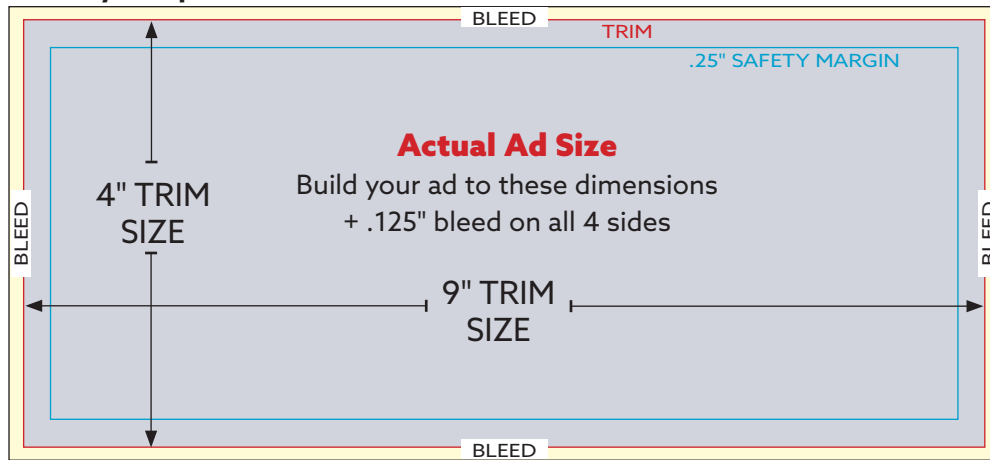 BLEED
TRIM
.25" SAFETY MARGIN
Actual Ad Size
Build your ad to these dimensions
+ .125" bleed on all 4 sides
4" TRIM
SIZE
BLEED
BLEED
9" TRIM
SIZE
BLEED